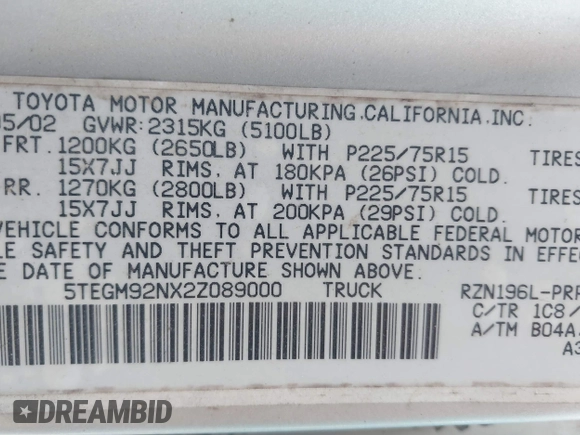 TOYOTA MOTOR MANUFACTURING.CALIFORNIA.INC.
05/02 GVWR:2315KG (5100LB)
FRT. 1200KG (2650LB) WITH P225/75R15 TIRES
15X7JJ RIMS. AT 180KPA (26PSI) COLD.
RR. 1270KG (2800LB) WITH P225/75R15 TIRES
15X7JJ RIMS. AT 200KPA (29PSI) COLD.
VEHICLE CONFORMS TO ALL APPLICABLE FEDERAL MOTOR
SAFETY AND THEFT PREVENTION STANDARDS IN
DATE OF MANUFACTURE SHOWN ABOVE.
5TEGM92NX2Z089000 TRUCK RZN196L-PR
C/TR 1C8/
A/TM B04A
DREAMBID